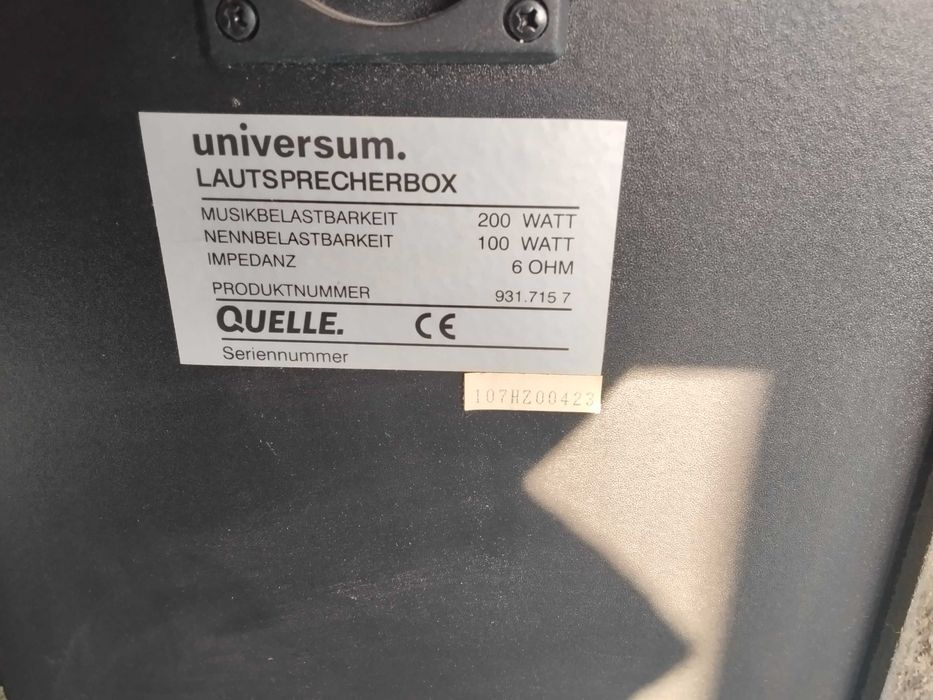 universum.
LAUTSPRECHERBOX
MUSIKBELASTBARKEIT 200 WATT
NENNBELASTBARKEIT 100 WATT
IMPEDANZ 6 OHM
PRODUKTNUMMER 931.715 7
QUELLE. CE
Seriennummer
107HZ00423